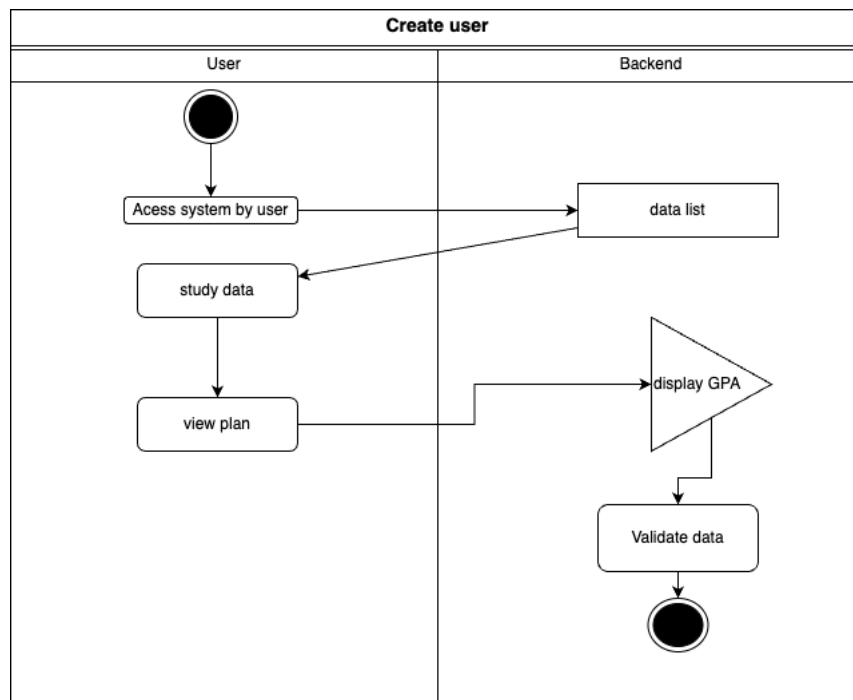 Create user
User
Backend
Acess system by user
data list
study data
display GPA
view plan
Validate data